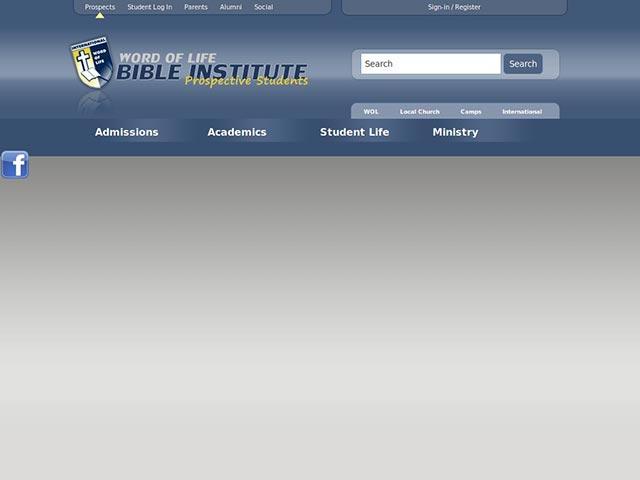 Prospects Student Log In Parents Alumni Social Sign-in / Register
INTERNATIONAL
WORD OF LIFE
WORD OF LIFE
BIBLE INSTITUTE
Prospective Students
Search Search
WOL Local Church Camps International
Admissions Academics Student Life Ministry
f